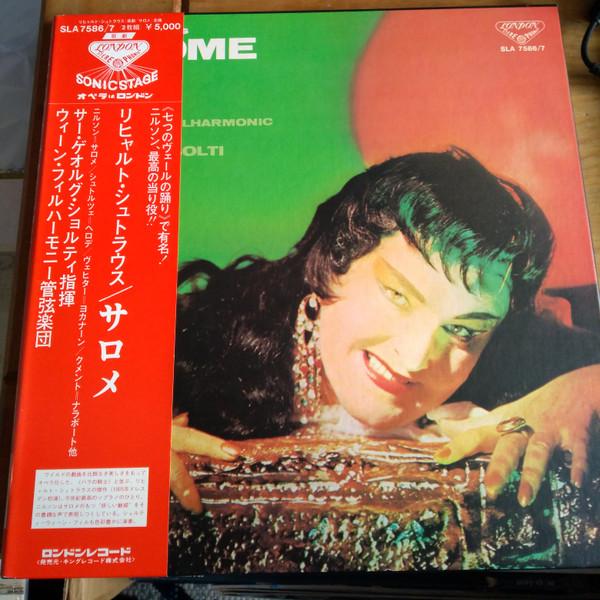 リヒャルト・シュトラウス 楽劇「サロメ」全曲
SLA 7586/7 2枚組 ¥5,000
LONDON
SONICSTAGE
オペラはロンドン
《七つのヴェールの踊り》で有名!
ニルソン、最高の当り役!!
リヒャルト・シュトラウス/サロメ
ニルソン=サロメ/シュトルツェ=ヘロデ/ヴェヒター=ヨカナーン/クメント=ナラボート他
サー・ゲオルグ・ショルティ指揮
ウィーン・フィルハーモニー管弦楽団
ロンドンレコード
〈発売元・キングレコード株式会社〉
OME
LHARMONIC
OLTI
LONDON
SLA 7586/7